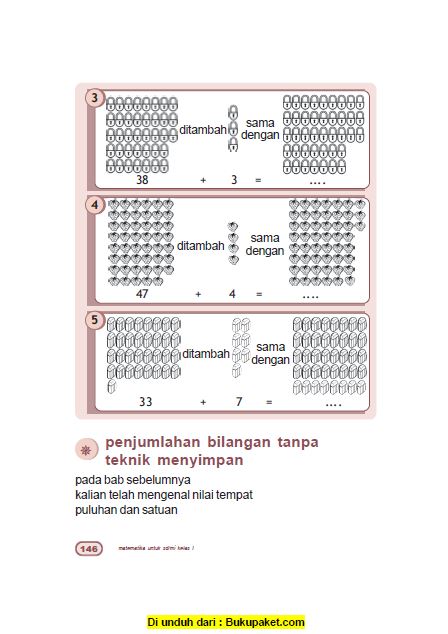 3
ditambah
sama
dengan
38 + 3 = ....
4
ditambah
sama
dengan
47 + 4 = ....
5
ditambah
sama
dengan
33 + 7 = ....
penjumlahan bilangan tanpa
teknik menyimpan
pada bab sebelumnya
kalian telah mengenal nilai tempat
puluhan dan satuan
146 matematika untuk sd/mi kelas I
Di unduh dari : Bukupaket.com